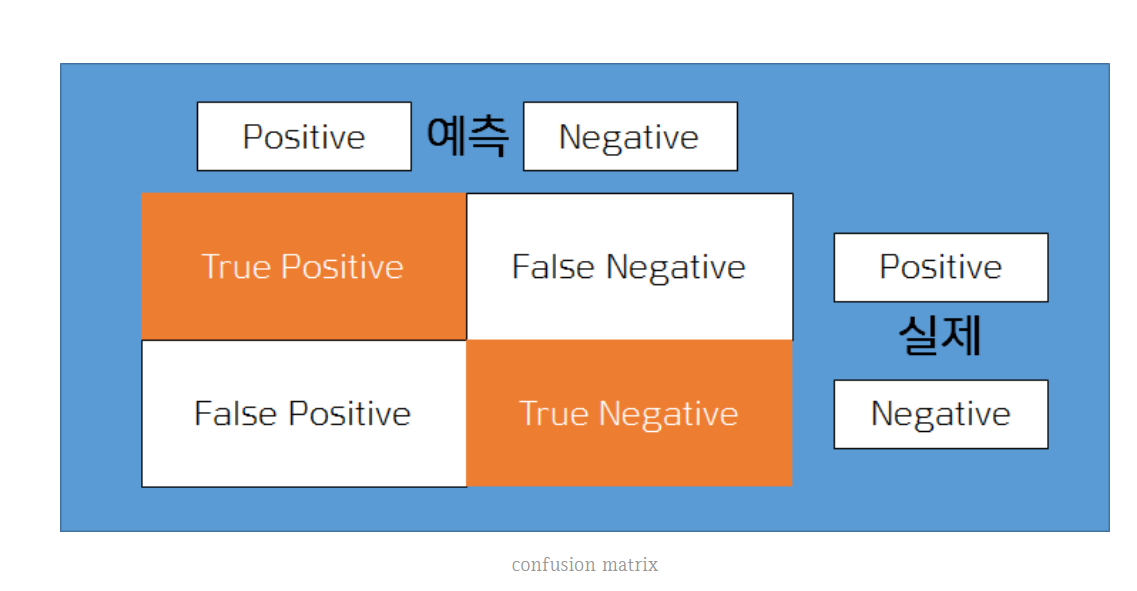 Positive 예측 Negative
True Positive False Negative
Positive
실제
False Positive True Negative
Negative
confusion matrix